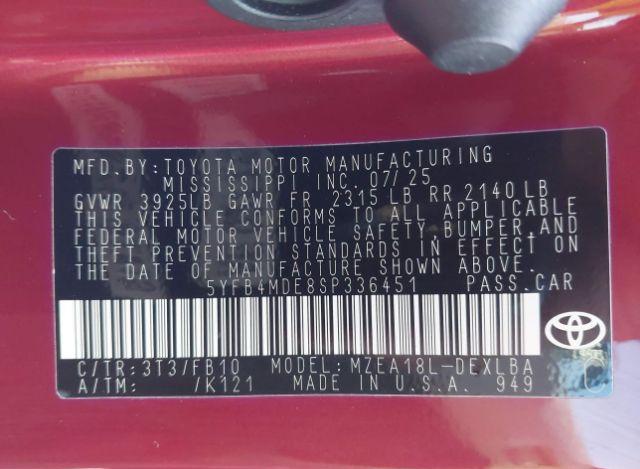 MFD.BY:TOYOTA MOTOR MANUFACTURING
MISSISSIPPI, INC. 07/25
GVWR 3925LB GAWR FR 2315 LB RR 2140 LB
THIS VEHICLE CONFORMS TO ALL APPLICABLE
FEDERAL MOTOR VEHICLE SAFETY,BUMPER,AND
THEFT PREVENTION STANDARDS IN EFFECT ON
THE DATE OF MANUFACTURE SHOWN ABOVE.
5YFB4MDE8SP336451 PASS.CAR
C/TR:3T3/FB10 MODEL:MZEA18L-DEXLBA
A/TM: /K121 MADE IN U.S.A. 949